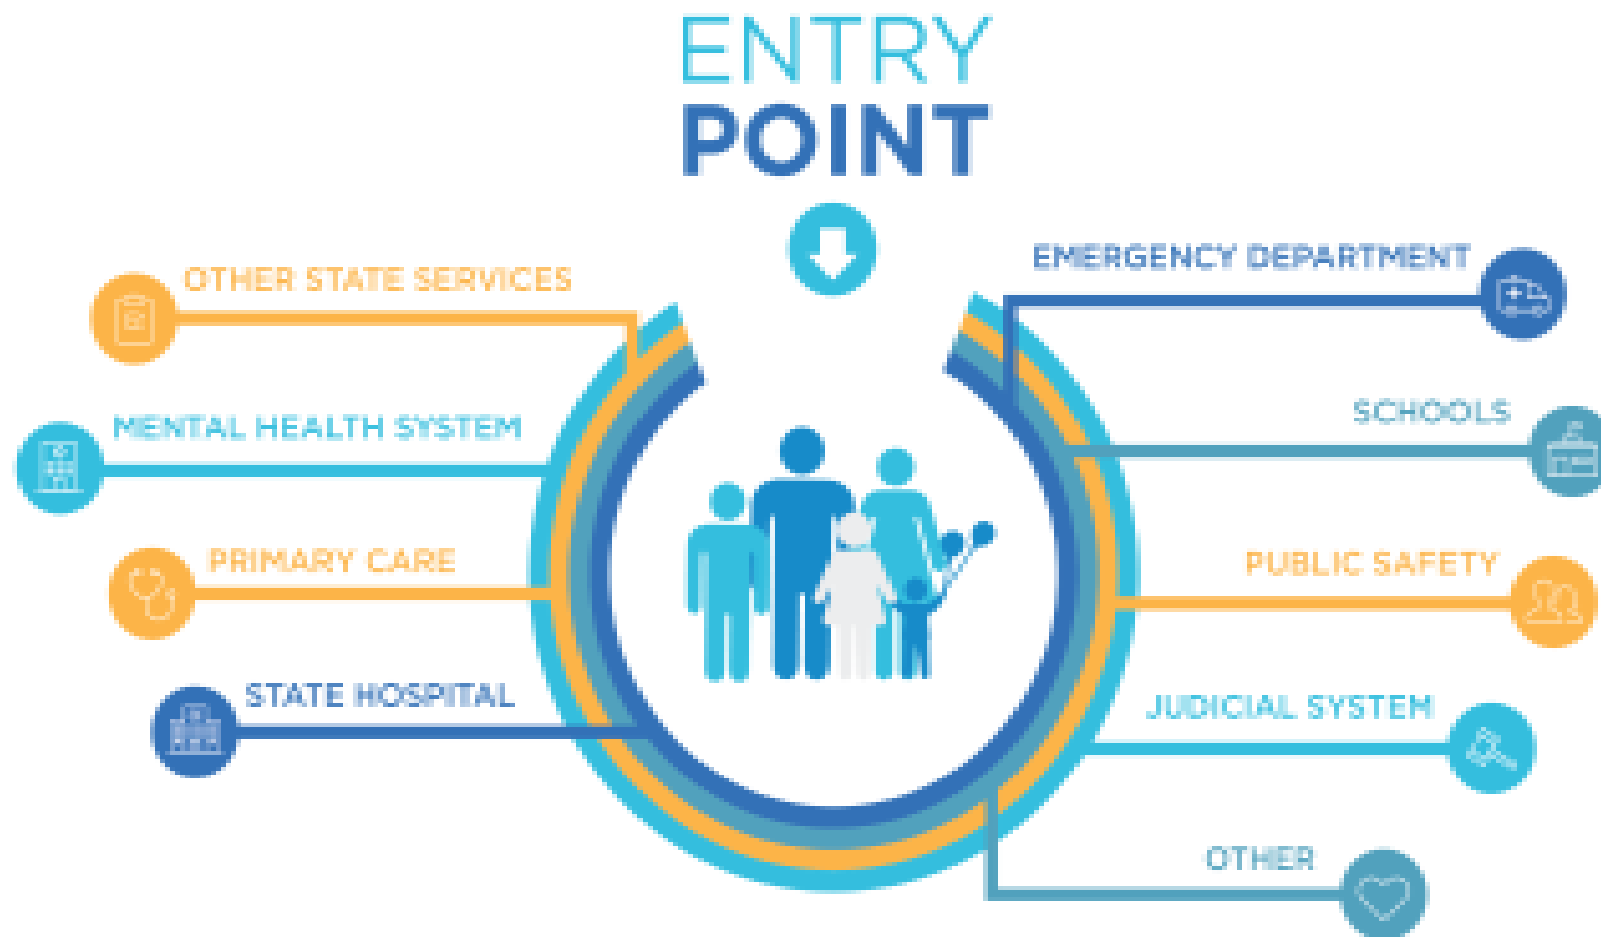 ENTRY
POINT
OTHER STATE SERVICES
MENTAL HEALTH SYSTEM
PRIMARY CARE
STATE HOSPITAL
EMERGENCY DEPARTMENT
SCHOOLS
PUBLIC SAFETY
JUDICIAL SYSTEM
OTHER